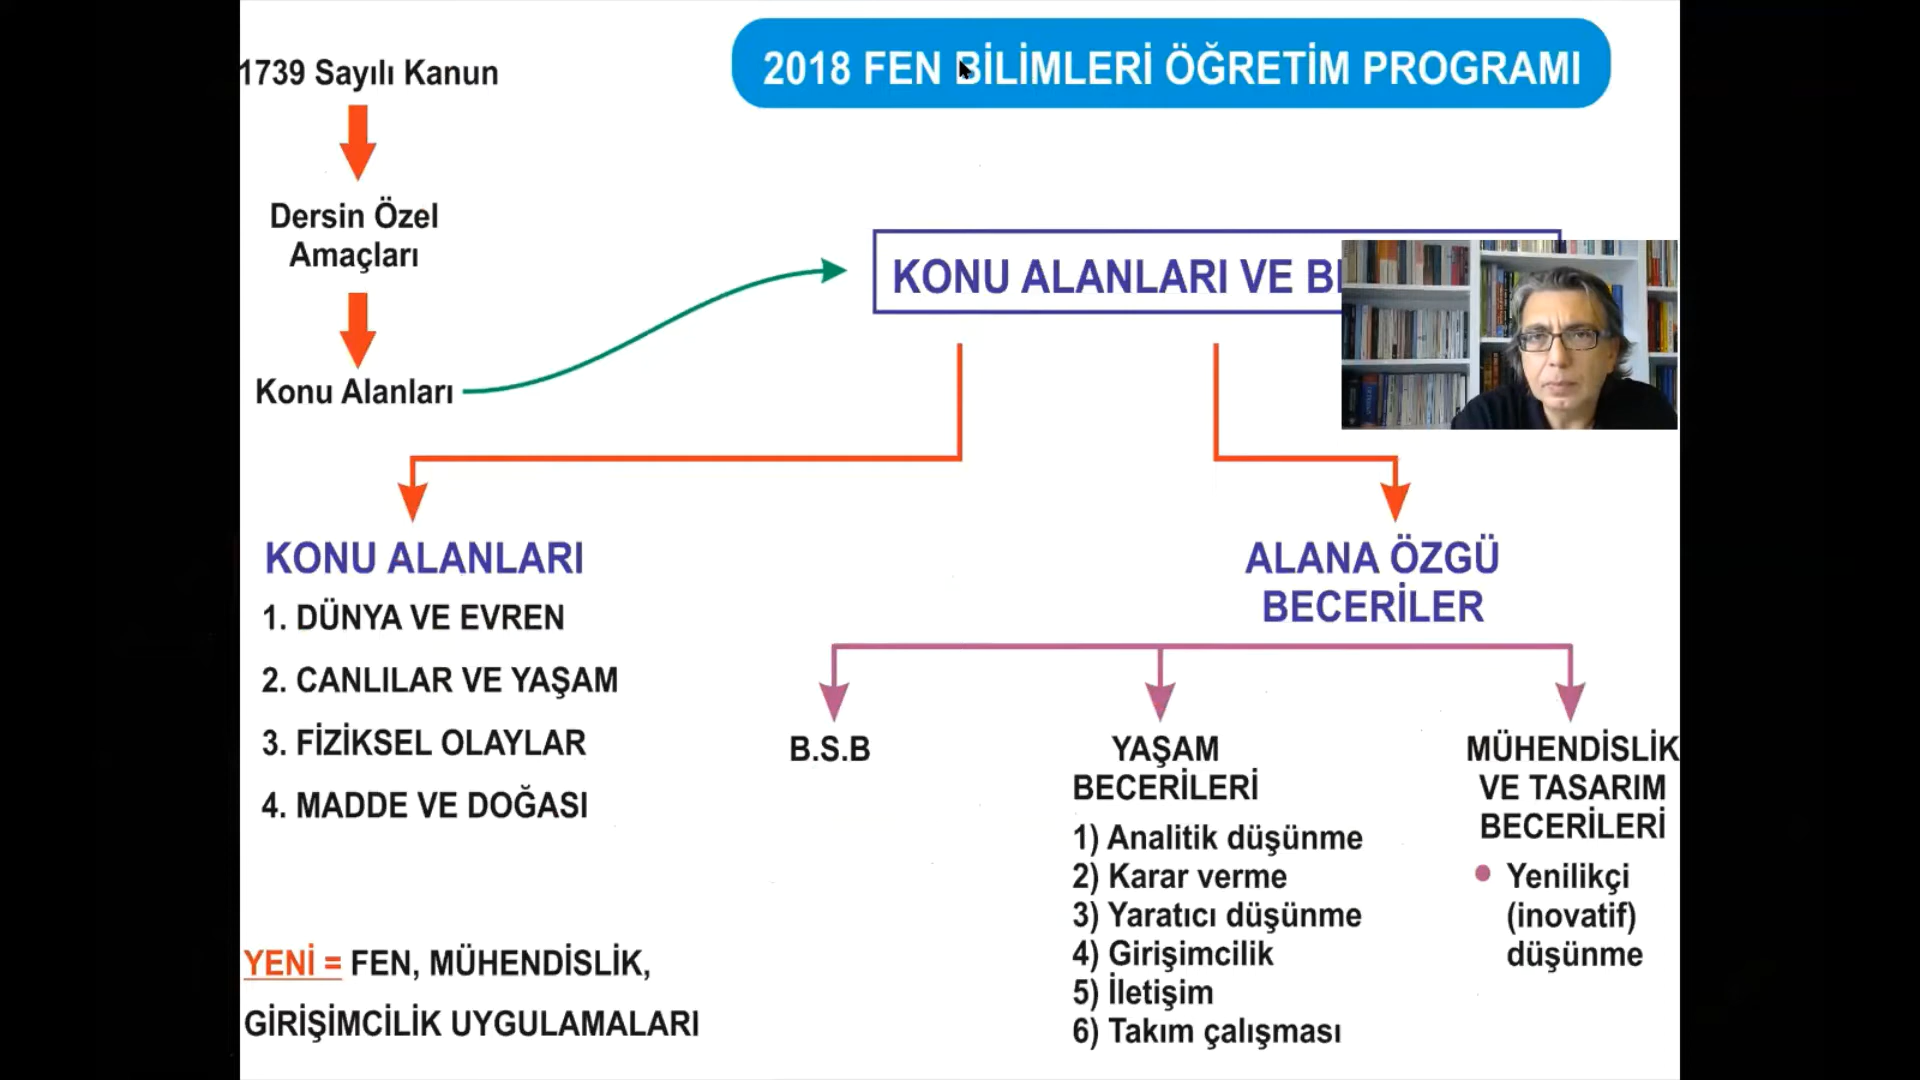 1739 Sayılı Kanun
2018 FEN BİLİMLERİ ÖĞRETİM PROGRAMI
Dersin Özel
Amaçları
Konu Alanları
KONU ALANLARI VE
KONU ALANLARI
1. DÜNYA VE EVREN
2. CANLILAR VE YAŞAM
3. FİZİKSEL OLAYLAR
4. MADDE VE DOĞASI
YENİ = FEN, MÜHENDİSLİK,
GİRİŞİMCİLİK UYGULAMALARI
ALANA ÖZGÜ
BECERİLER
B.S.B
YAŞAM
BECERİLERİ
1) Analitik düşünme
2) Karar verme
3) Yaratıcı düşünme
4) Girişimcilik
5) İletişim
6) Takım çalışması
MÜHENDİSLİK
VE TASARIM
BECERİLERİ
• Yenilikçi
(inovatif)
düşünme